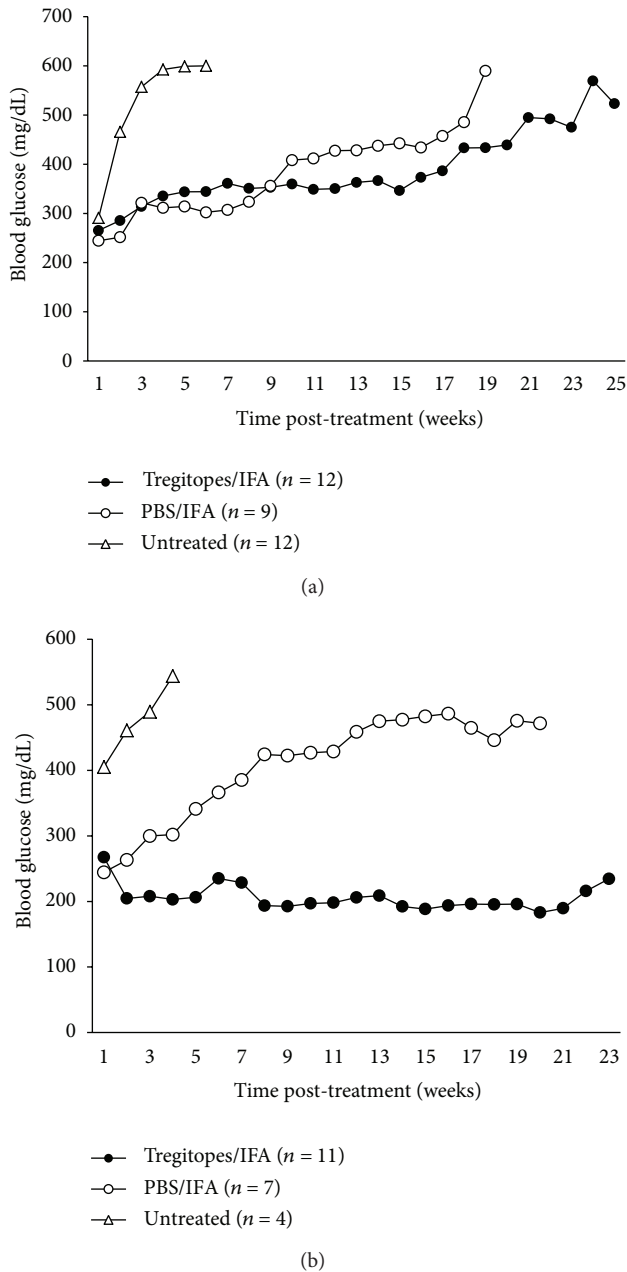 700
600
500
400
300
200
100
0
Blood glucose (mg/dL)
1 3 5 7 9 11 13 15 17 19 21 23 25
Time post-treatment (weeks)
Tregitopes/IFA (n = 12)
PBS/IFA (n = 9)
Untreated (n = 12)
(a)
600
500
400
300
200
100
0
Blood glucose (mg/dL)
1 3 5 7 9 11 13 15 17 19 21 23
Time post-treatment (weeks)
Tregitopes/IFA (n = 11)
PBS/IFA (n = 7)
Untreated (n = 4)
(b)